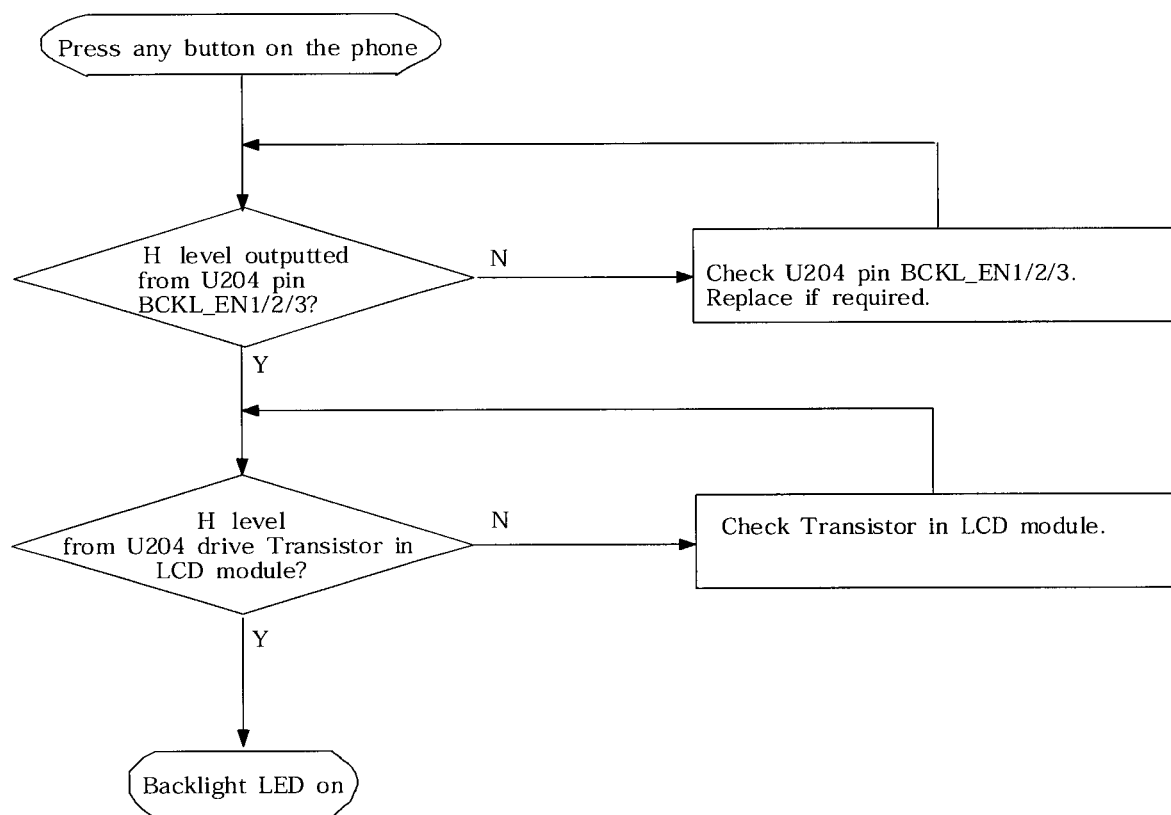 Press any button on the phone
H level outputted
from U204 pin
BCKL_EN1/2/3?
N
Check U204 pin BCKL_EN1/2/3.
Replace if required.
Y
H level
from U204 drive Transistor in
LCD module?
N
Check Transistor in LCD module.
Y
Backlight LED on